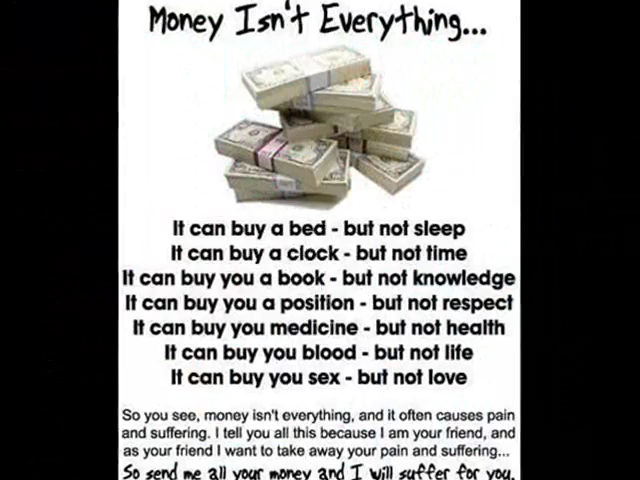 Money Isn't Everything...
It can buy a bed - but not sleep
It can buy a clock - but not time
It can buy you a book - but not knowledge
It can buy you a position - but not respect
It can buy you medicine - but not health
It can buy you blood - but not life
It can buy you sex - but not love
So you see, money isn't everything, and it often causes pain
and suffering. I tell you all this because I am your friend, and
as your friend I want to take away your pain and suffering...
So send me all your money and I will suffer for you.